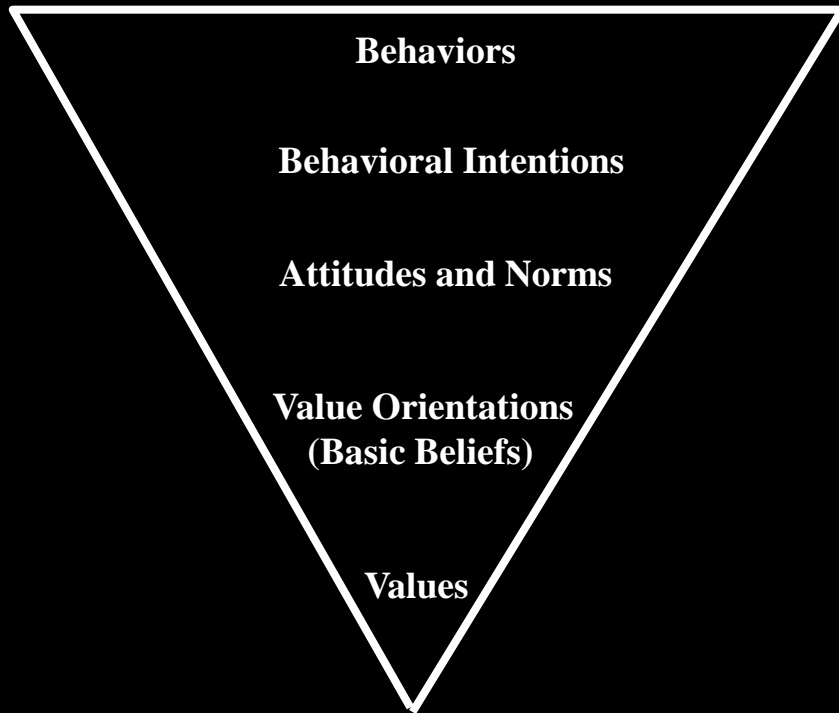 Behaviors
Behavioral Intentions
Attitudes and Norms
Value Orientations
(Basic Beliefs)
Values